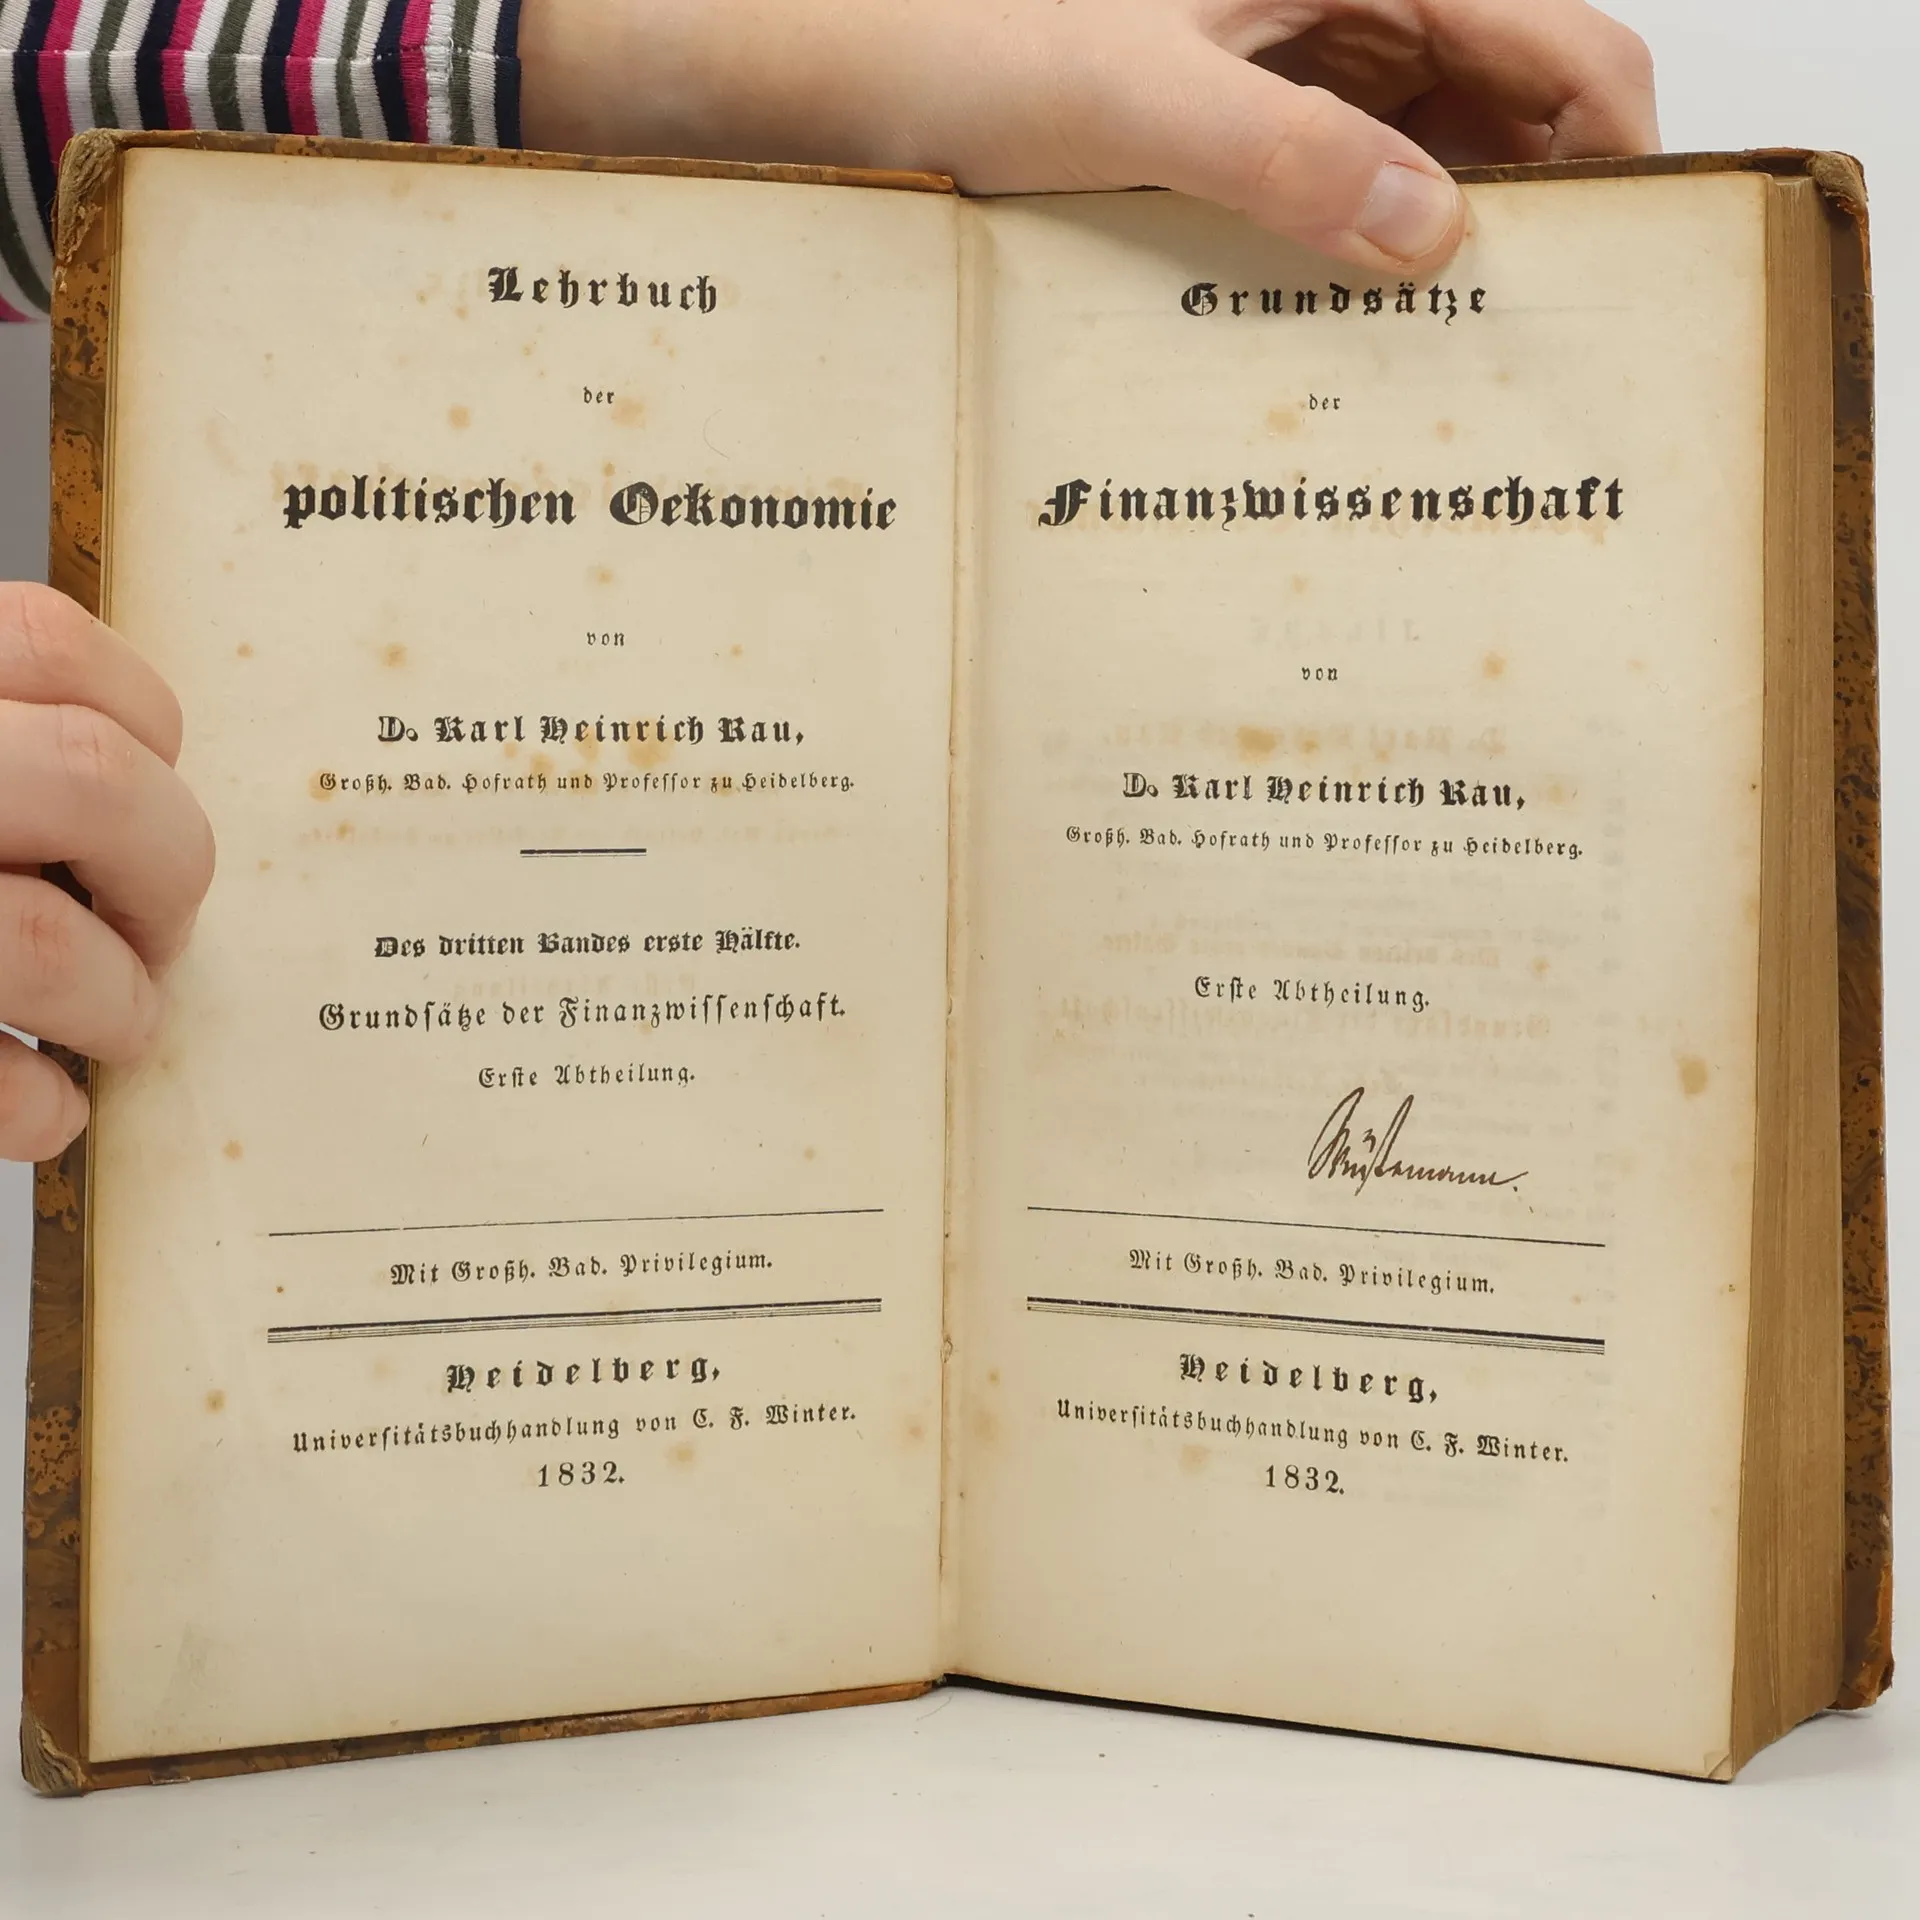 Lehrbuch
der
politischen Oekonomie
von
D. Karl Heinrich Rau,
Großh. Bad. Hofrath und Professor zu Heidelberg.
Des dritten Bandes erste Hälfte.
Grundsätze der Finanzwissenschaft.
Erste Abtheilung.
Mit Großh. Bad. Privilegium.
Heidelberg,
Universitätsbuchhandlung von C. F. Winter.
1832.
Grundsätze
der
Finanzwissenschaft
von
D. Karl Heinrich Rau,
Großh. Bad. Hofrath und Professor zu Heidelberg.
Erste Abtheilung.
Wüstemann.
Mit Großh. Bad. Privilegium.
Heidelberg,
Universitätsbuchhandlung von C. F. Winter.
1832.